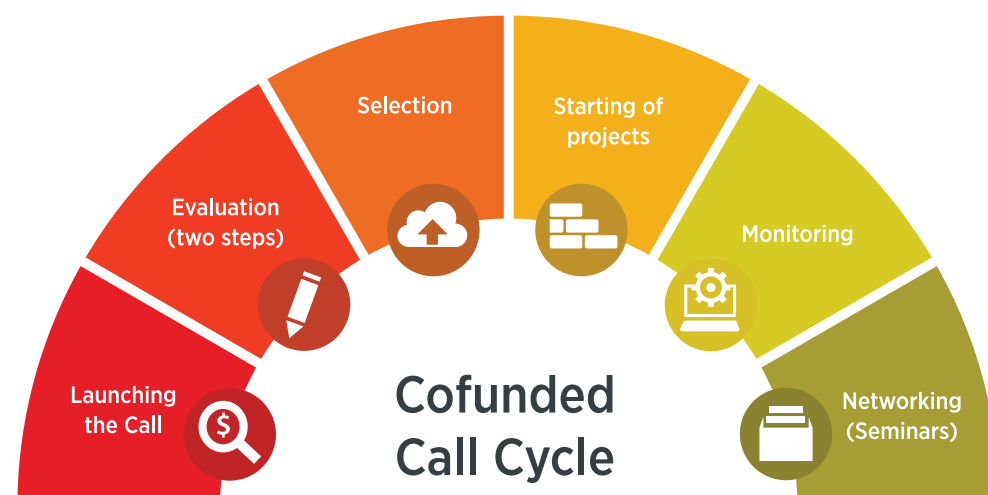 Launching
the Call
$
Evaluation
(two steps)
Selection
Starting of
projects
Monitoring
Networking
(Seminars)
Cofunded
Call Cycle